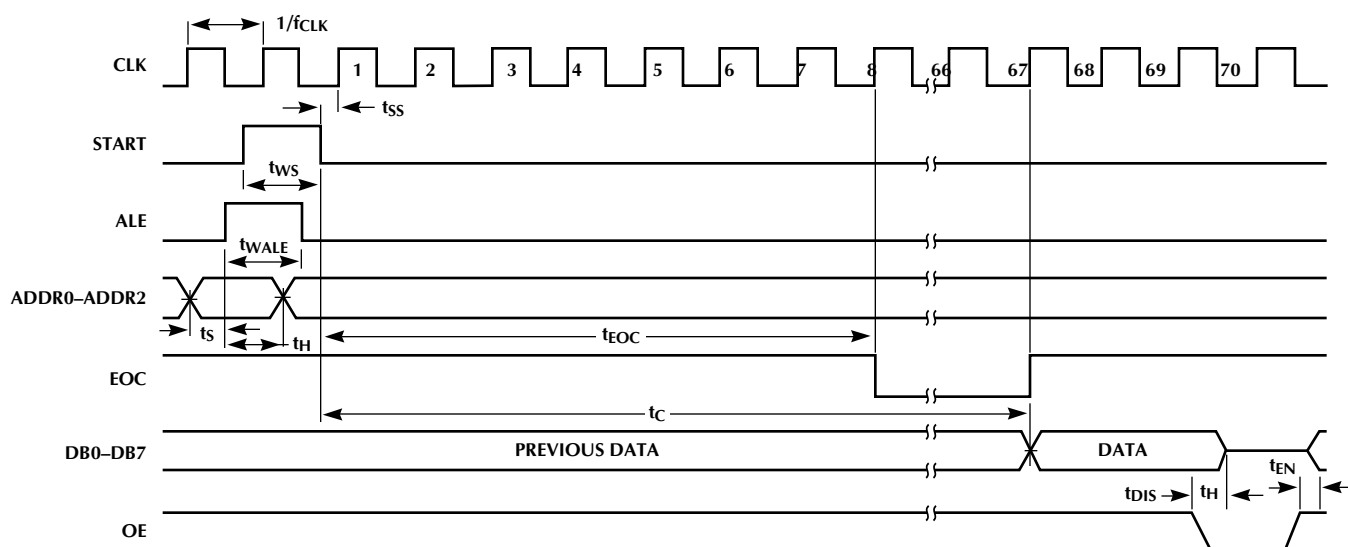 1/fCLK
CLK
1 2 3 4 5 6 7 8 66 67 68 69 70
tSS
START
tWS
ALE
tWALE
ADDR0–ADDR2
tS
tH
tEOC
EOC
tC
DB0–DB7
PREVIOUS DATA
DATA
tEN
tDIS
tH
OE